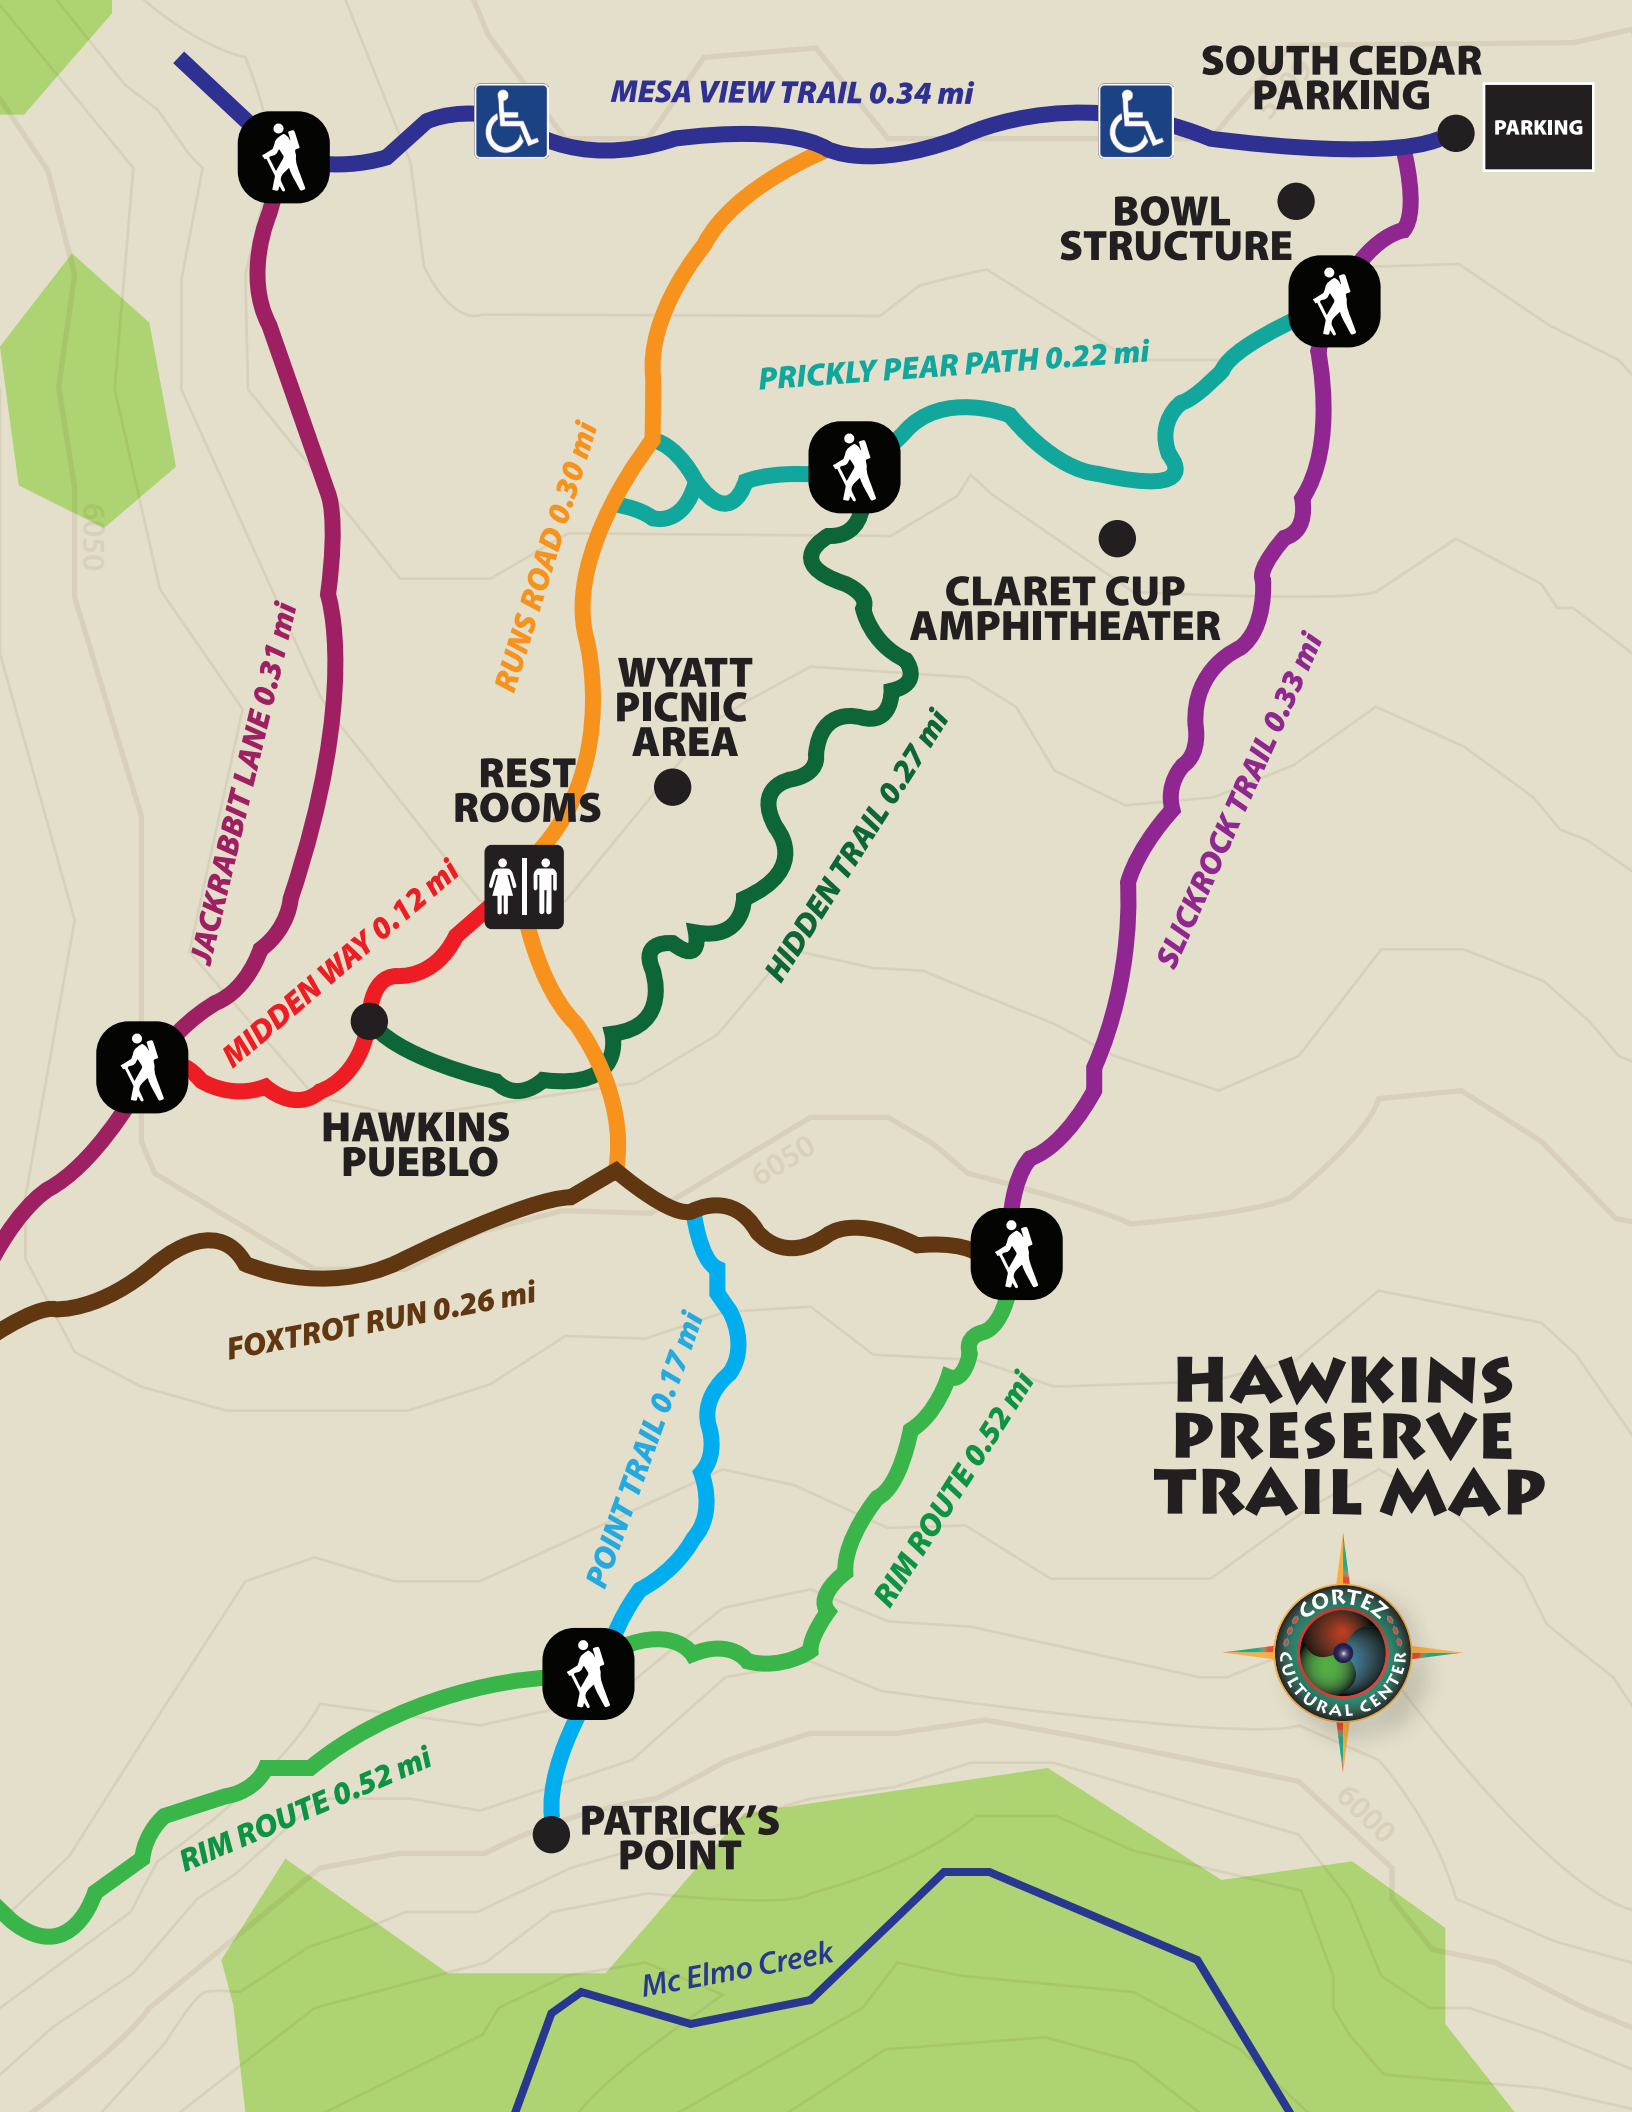 MESA VIEW TRAIL 0.34 mi
SOUTH CEDAR
PARKING
PARKING
BOWL
STRUCTURE
PRICKLY PEAR PATH 0.22 mi
RUNS ROAD 0.30 mi
6050
CLARET CUP
AMPHITHEATER
JACKRABBIT LANE 0.31 mi
WYATT
PICNIC
AREA
SLICKROCK TRAIL 0.33 mi
REST
ROOMS
HIDDEN TRAIL 0.27 mi
MIDDEN WAY 0.12 mi
HAWKINS
PUEBLO
6050
FOXTROT RUN 0.26 mi
POINT TRAIL 0.17 mi
RIM ROUTE 0.52 mi
HAWKINS
PRESERVE
TRAIL MAP
CORTEZ
CULTURAL CENTER
RIM ROUTE 0.52 mi
PATRICK'S
POINT
6000
Mc Elmo Creek